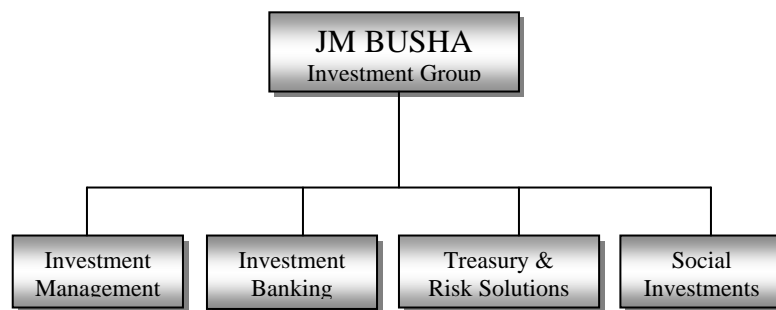 JM BUSHA
Investment Group
Investment
Management
Investment
Banking
Treasury &
Risk Solutions
Social
Investments